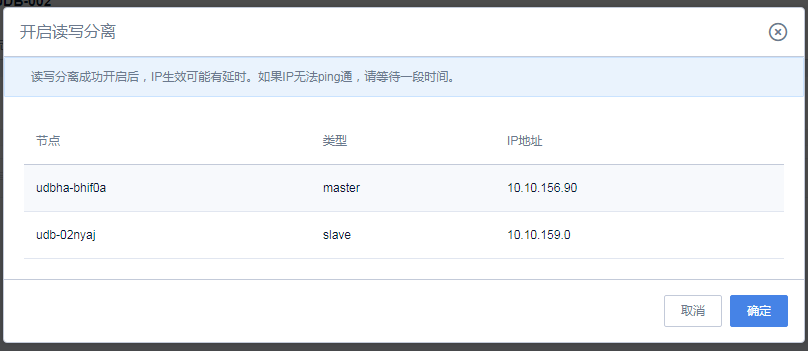 UDB-002
开启读写分离
读写分离成功开启后，IP生效可能有延时。如果IP无法ping通，请等待一段时间。
节点 类型 IP地址
udbha-bhif0a master 10.10.156.90
udb-02nyaj slave 10.10.159.0
取消 确定